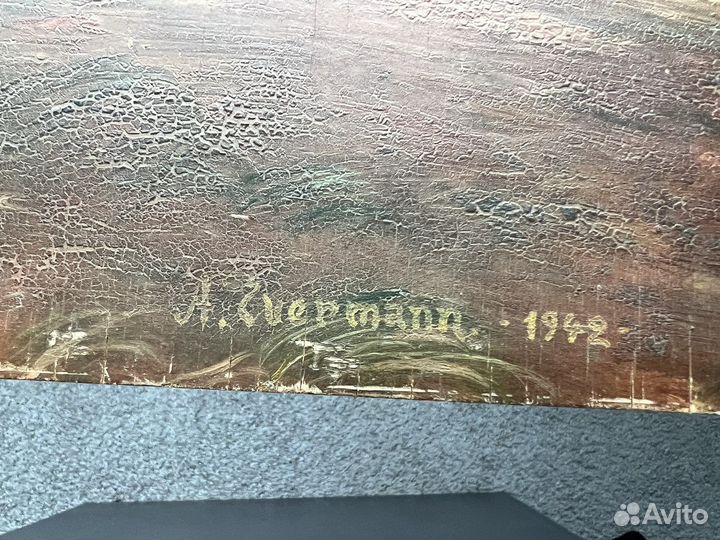 A. Evermann. - 1942 -
Avito